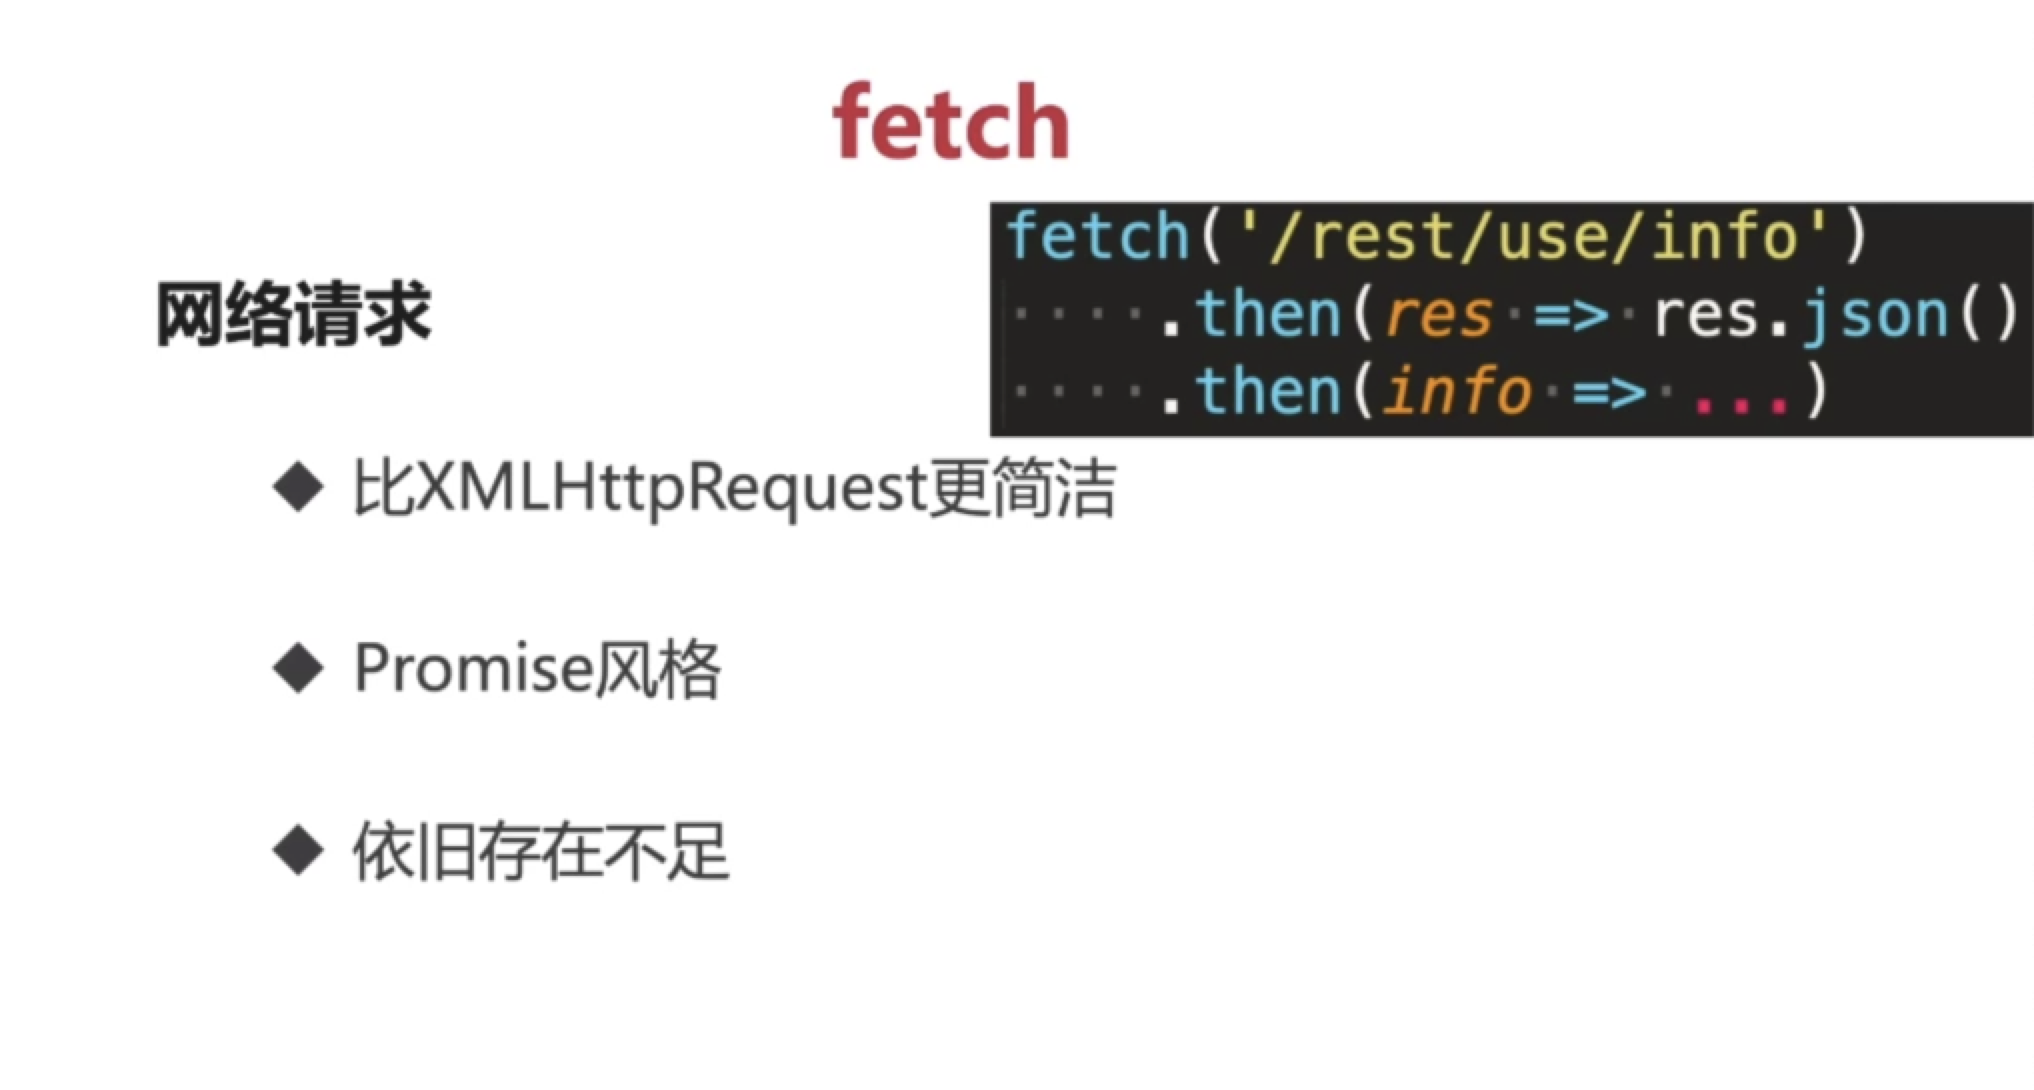 fetch
fetch('/rest/use/info')
.then(res => res.json()
.then(info => ...)
网络请求
◆ 比XMLHttpRequest更简洁
◆ Promise风格
◆ 依旧存在不足